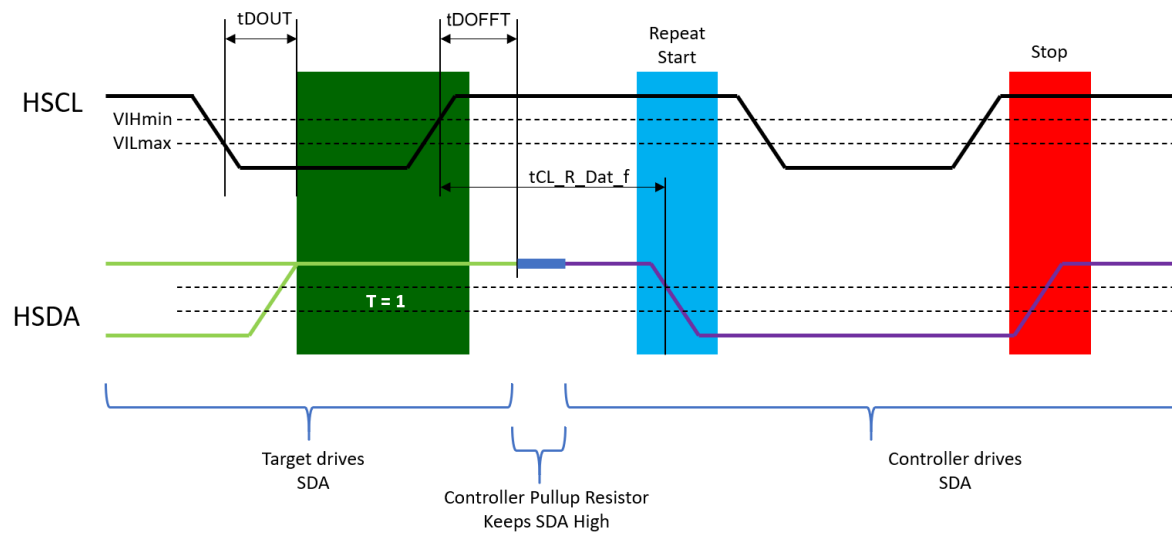 tDOUT
tDOFFT
Repeat
Start
Stop
HSCL
VIHmin
VILmax
tCL_R_Dat_f
HSDA
T = 1
Target drives
SDA
Controller Pullup Resistor
Keeps SDA High
Controller drives
SDA